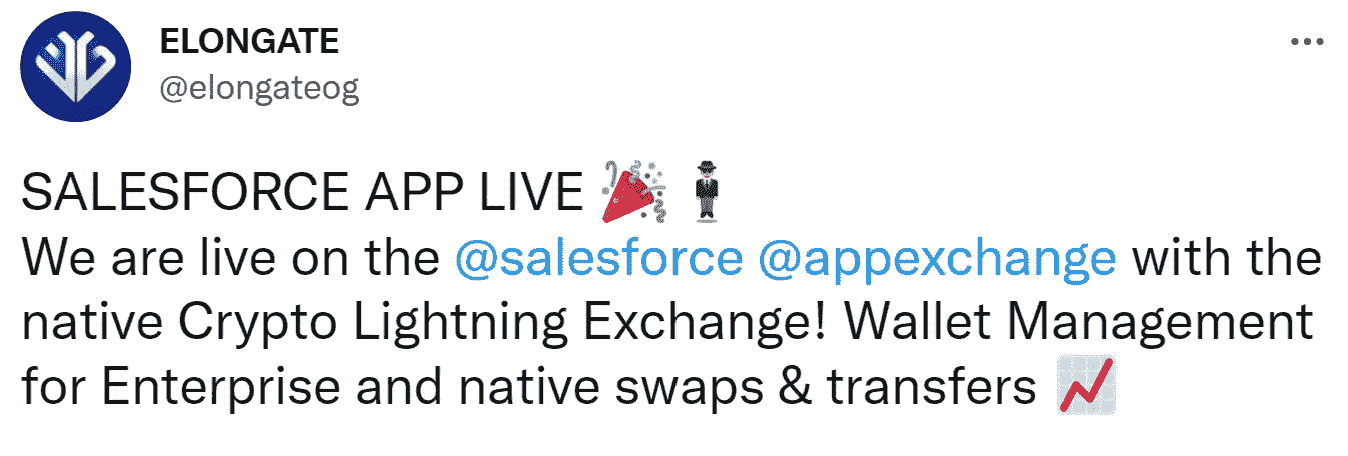 ELONGATE
@elongateog
SALESFORCE APP LIVE 🎉🕴
We are live on the @salesforce @appexchange with the
native Crypto Lightning Exchange! Wallet Management
for Enterprise and native swaps & transfers 📈